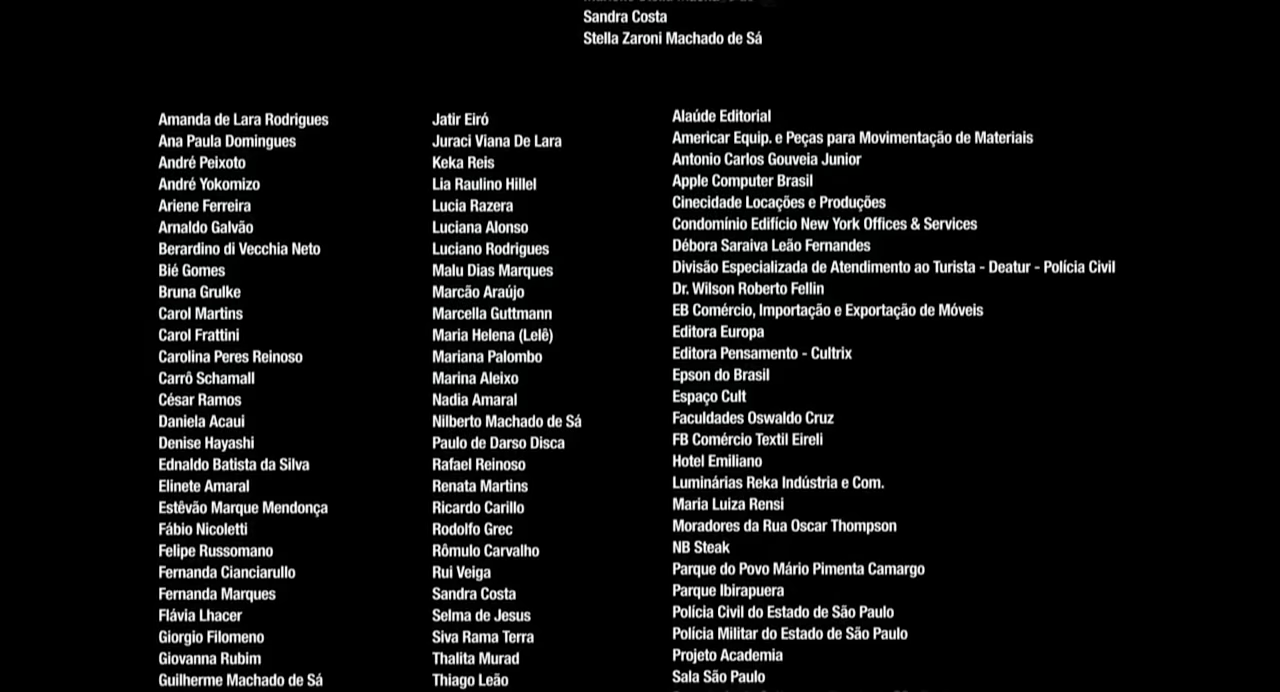 Sandra Costa
Stella Zaroni Machado de Sá
Amanda de Lara Rodrigues
Ana Paula Domingues
André Peixoto
André Yokomizo
Ariene Ferreira
Arnaldo Galvão
Berardino di Vecchia Neto
Bié Gomes
Bruna Grulke
Carol Martins
Carol Frattini
Carolina Peres Reinoso
Carrô Schamall
César Ramos
Daniela Acaui
Denise Hayashi
Ednaldo Batista da Silva
Elinete Amaral
Estêvão Marque Mendonça
Fábio Nicoletti
Felipe Russomano
Fernanda Cianciarullo
Fernanda Marques
Flávia Lhacer
Giorgio Filomeno
Giovanna Rubim
Guilherme Machado de Sá
Jatir Eiró
Juraci Viana De Lara
Keka Reis
Lia Raulino Hillel
Lucia Razera
Luciana Alonso
Luciano Rodrigues
Malu Dias Marques
Marcão Araújo
Marcella Guttmann
Maria Helena (Lelê)
Mariana Palombo
Marina Aleixo
Nadia Amaral
Nilberto Machado de Sá
Paulo de Darso Disca
Rafael Reinoso
Renata Martins
Ricardo Carillo
Rodolfo Grec
Rômulo Carvalho
Rui Veiga
Sandra Costa
Selma de Jesus
Siva Rama Terra
Thalita Murad
Thiago Leão
Alaúde Editorial
Americar Equip. e Peças para Movimentação de Materiais
Antonio Carlos Gouveia Junior
Apple Computer Brasil
Cinecidade Locações e Produções
Condomínio Edifício New York Offices & Services
Débora Saraiva Leão Fernandes
Divisão Especializada de Atendimento ao Turista - Deatur - Polícia Civil
Dr. Wilson Roberto Fellin
EB Comércio, Importação e Exportação de Móveis
Editora Europa
Editora Pensamento - Cultrix
Epson do Brasil
Espaço Cult
Faculdades Oswaldo Cruz
FB Comércio Textil Eireli
Hotel Emiliano
Luminárias Reka Indústria e Com.
Maria Luiza Rensi
Moradores da Rua Oscar Thompson
NB Steak
Parque do Povo Mário Pimenta Camargo
Parque Ibirapuera
Polícia Civil do Estado de São Paulo
Polícia Militar do Estado de São Paulo
Projeto Academia
Sala São Paulo